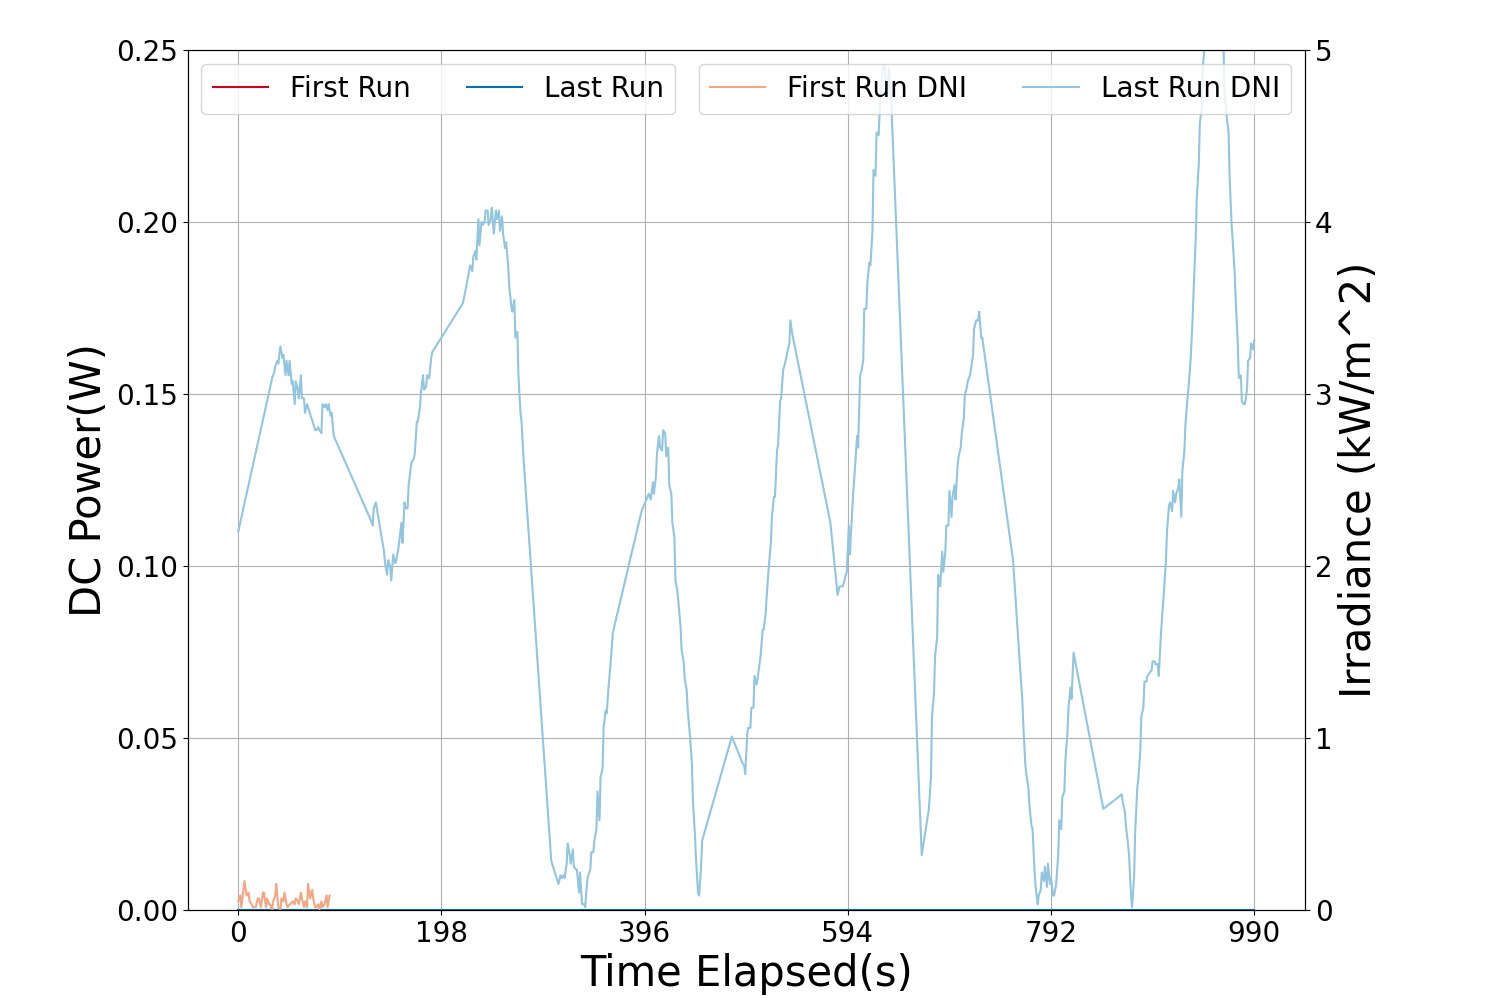 First Run
Last Run
First Run DNI
Last Run DNI
0.25
0.20
0.15
0.10
0.05
0.00
DC Power(W)
5
4
3
2
1
0
Irradiance (kW/m^2)
0 198 396 594 792 990
Time Elapsed(s)